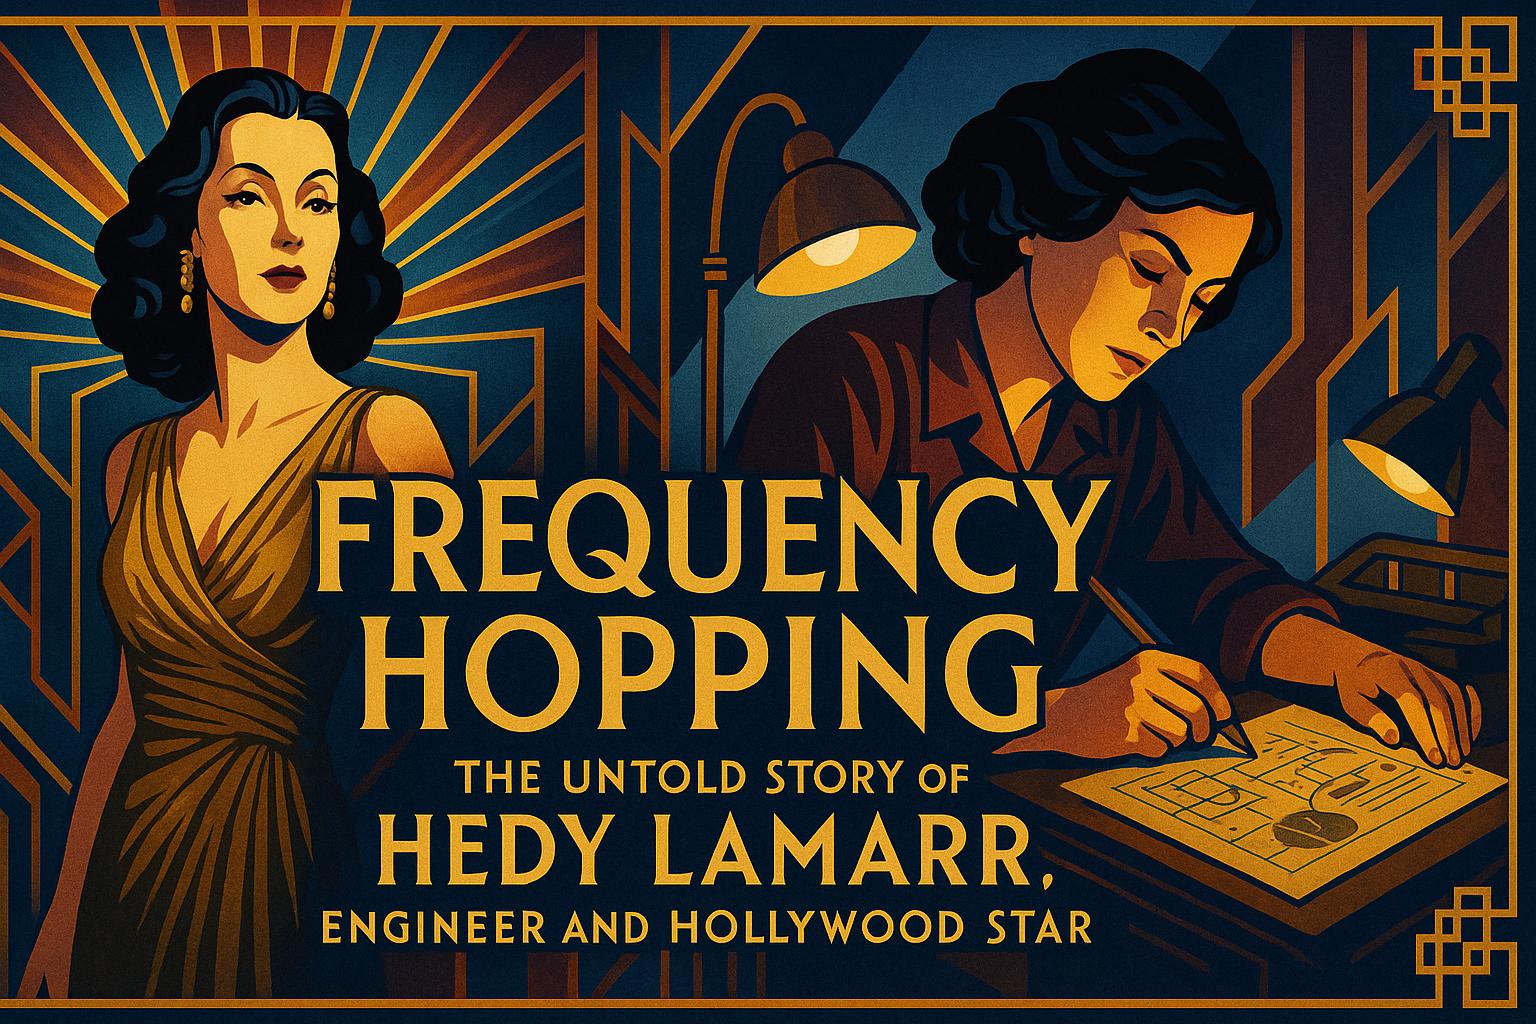 FREQUENCY
HOPPING
THE UNTOLD STORY OF
HEDY LAMARR,
ENGINEER AND HOLLYWOOD STAR